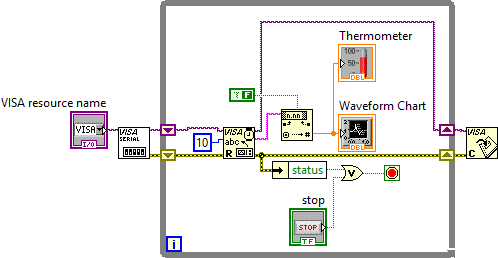 Thermometer
100
50
0
DBL
T F
n.nn
Waveform Chart
DBL
VISA resource name
VISA
I/O
VISA
SERIAL
10
VISA
abc
R
VISA
C
status
V
stop
STOP
TF
i